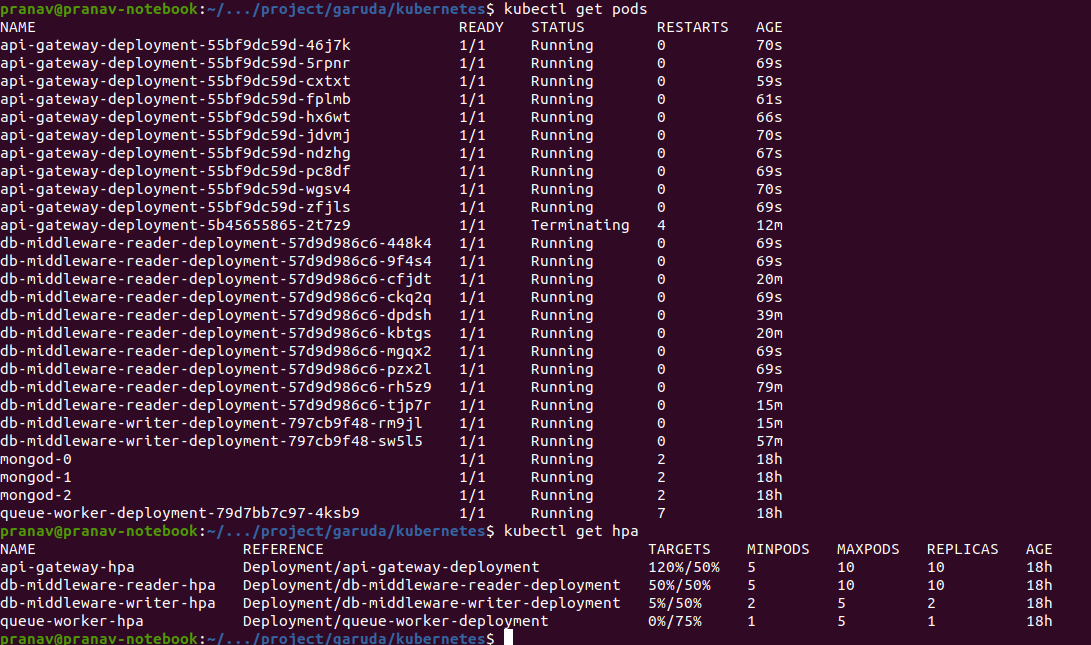 pranav@pranav-notebook:~/.../project/garuda/kubernetes$ kubectl get pods
NAME READY STATUS RESTARTS AGE
api-gateway-deployment-55bf9dc59d-46j7k 1/1 Running 0 70s
api-gateway-deployment-55bf9dc59d-5rpnr 1/1 Running 0 69s
api-gateway-deployment-55bf9dc59d-cxtxt 1/1 Running 0 59s
api-gateway-deployment-55bf9dc59d-fplmb 1/1 Running 0 61s
api-gateway-deployment-55bf9dc59d-hx6wt 1/1 Running 0 66s
api-gateway-deployment-55bf9dc59d-jdvmj 1/1 Running 0 70s
api-gateway-deployment-55bf9dc59d-ndzhg 1/1 Running 0 67s
api-gateway-deployment-55bf9dc59d-pc8df 1/1 Running 0 69s
api-gateway-deployment-55bf9dc59d-wgsv4 1/1 Running 0 70s
api-gateway-deployment-55bf9dc59d-zfjls 1/1 Running 0 69s
api-gateway-deployment-5b45655865-2t7z9 1/1 Terminating 4 12m
db-middleware-reader-deployment-57d9d986c6-448k4 1/1 Running 0 69s
db-middleware-reader-deployment-57d9d986c6-9f4s4 1/1 Running 0 69s
db-middleware-reader-deployment-57d9d986c6-cfjdt 1/1 Running 0 20m
db-middleware-reader-deployment-57d9d986c6-ckq2q 1/1 Running 0 69s
db-middleware-reader-deployment-57d9d986c6-dpdsh 1/1 Running 0 39m
db-middleware-reader-deployment-57d9d986c6-kbtgs 1/1 Running 0 20m
db-middleware-reader-deployment-57d9d986c6-mgqx2 1/1 Running 0 69s
db-middleware-reader-deployment-57d9d986c6-pzx2l 1/1 Running 0 69s
db-middleware-reader-deployment-57d9d986c6-rh5z9 1/1 Running 0 79m
db-middleware-reader-deployment-57d9d986c6-tjp7r 1/1 Running 0 15m
db-middleware-writer-deployment-797cb9f48-rm9jl 1/1 Running 0 15m
db-middleware-writer-deployment-797cb9f48-sw5l5 1/1 Running 0 57m
mongod-0 1/1 Running 2 18h
mongod-1 1/1 Running 2 18h
mongod-2 1/1 Running 2 18h
queue-worker-deployment-79d7bb7c97-4ksb9 1/1 Running 7 18h
pranav@pranav-notebook:~/.../project/garuda/kubernetes$ kubectl get hpa
NAME REFERENCE TARGETS MINPODS MAXPODS REPLICAS AGE
api-gateway-hpa Deployment/api-gateway-deployment 120%/50% 5 10 10 18h
db-middleware-reader-hpa Deployment/db-middleware-reader-deployment 50%/50% 5 10 10 18h
db-middleware-writer-hpa Deployment/db-middleware-writer-deployment 5%/50% 2 5 2 18h
queue-worker-hpa Deployment/queue-worker-deployment 0%/75% 1 5 1 18h
pranav@pranav-notebook:~/.../project/garuda/kubernetes$